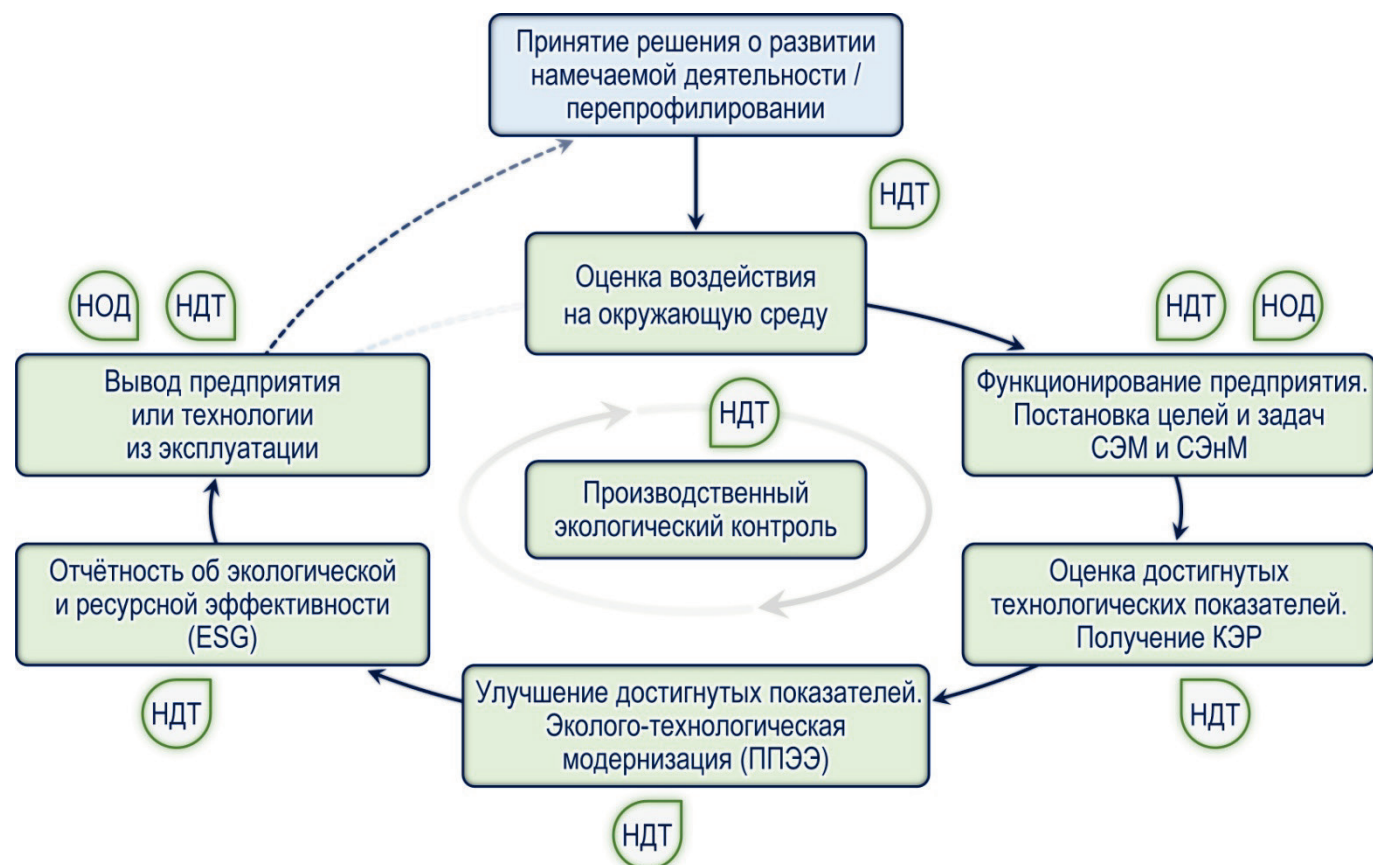 Принятие решения о развитии
намечаемой деятельности /
перепрофилировании
НДТ
Оценка воздействия
на окружающую среду
НДТ
НОД
Функционирование предприятия.
Постановка целей и задач
СЭМ и СЭнМ
Оценка достигнутых
технологических показателей.
Получение КЭР
НДТ
Улучшение достигнутых показателей.
Эколого-технологическая
модернизация (ППЭЭ)
НДТ
Отчётность об экологической
и ресурсной эффективности
(ESG)
НДТ
НОД
НДТ
Вывод предприятия
или технологии
из эксплуатации
НДТ
Производственный
экологический контроль